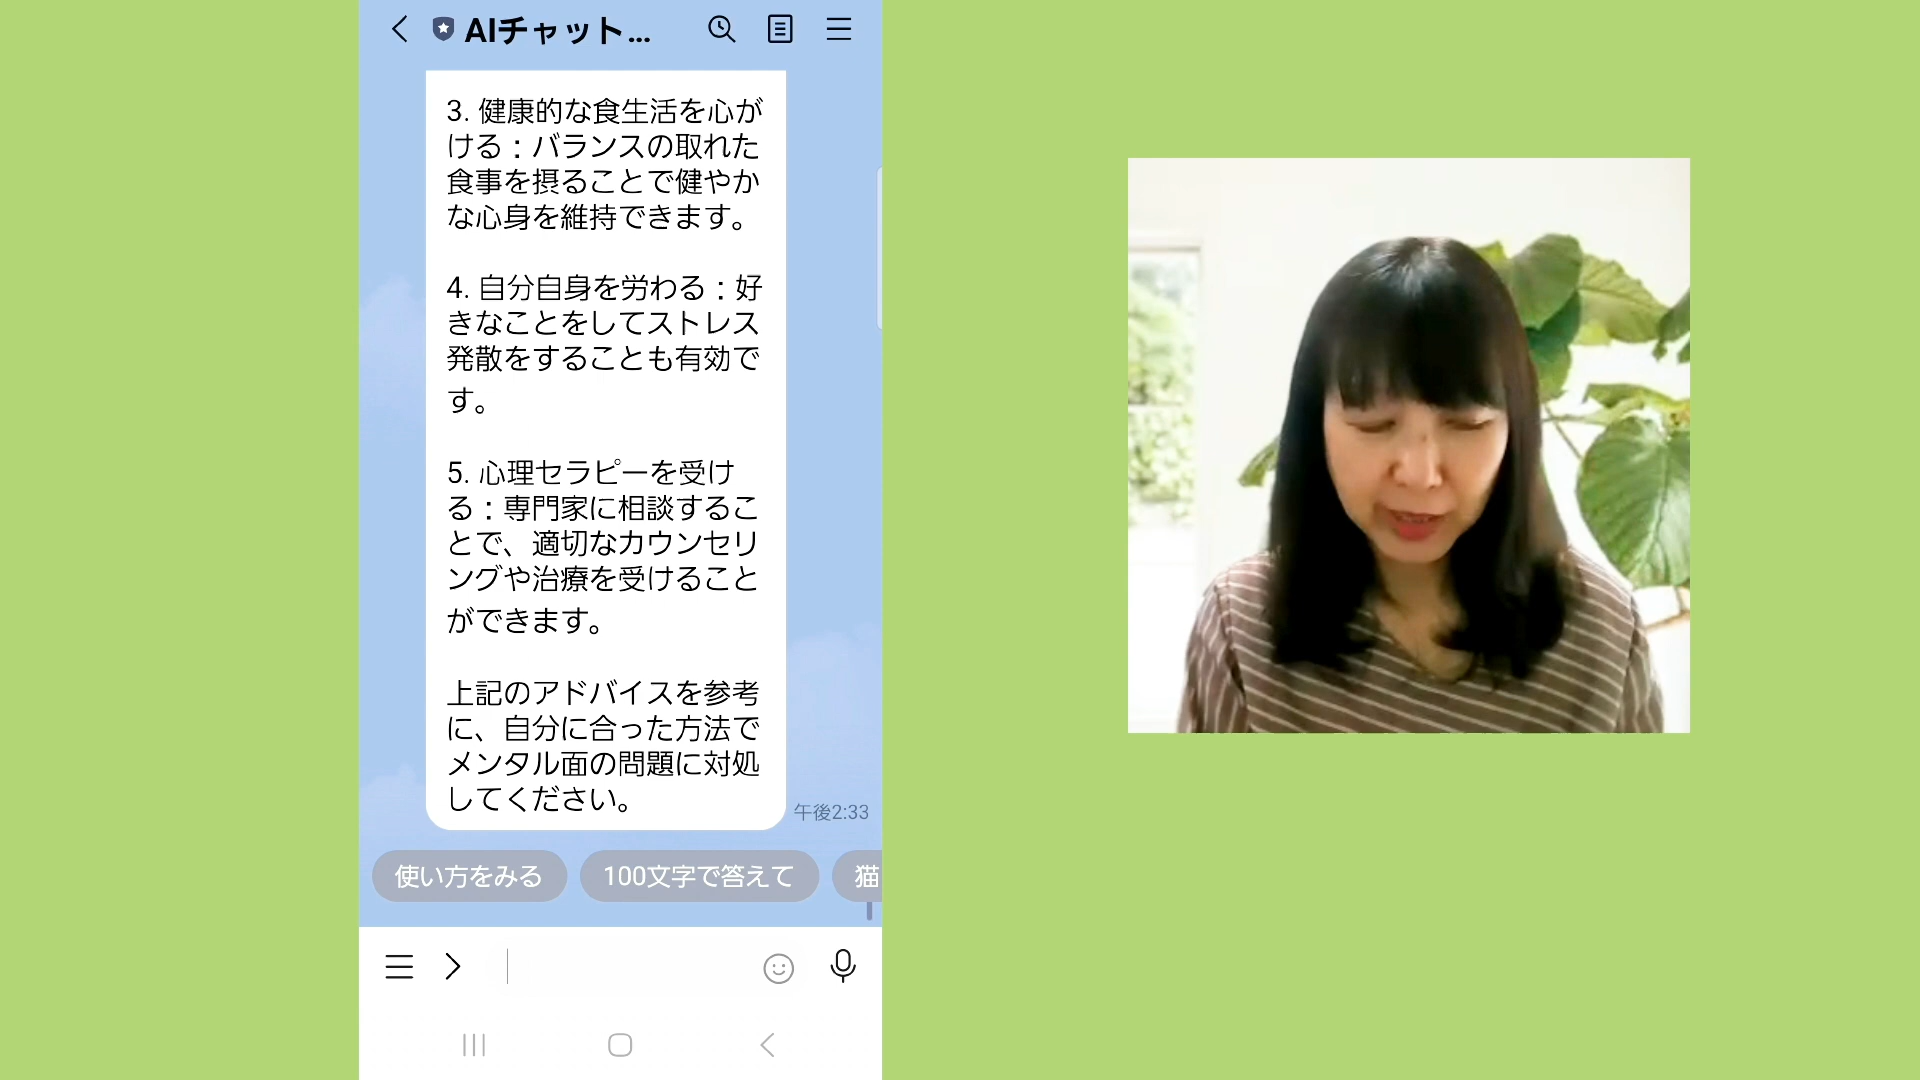 AIチャット...
3. 健康的な食生活を心が
ける：バランスの取れた
食事を摂ることで健やか
な心身を維持できます。
4. 自分自身を労わる：好
きなことをしてストレス
発散をすることも有効で
す。
5. 心理セラピーを受け
る：専門家に相談するこ
とで、適切なカウンセリ
ングや治療を受けること
ができます。
上記のアドバイスを参考
に、自分に合った方法で
メンタル面の問題に対処
してください。
午後2:33
使い方をみる
100文字で答えて
猫